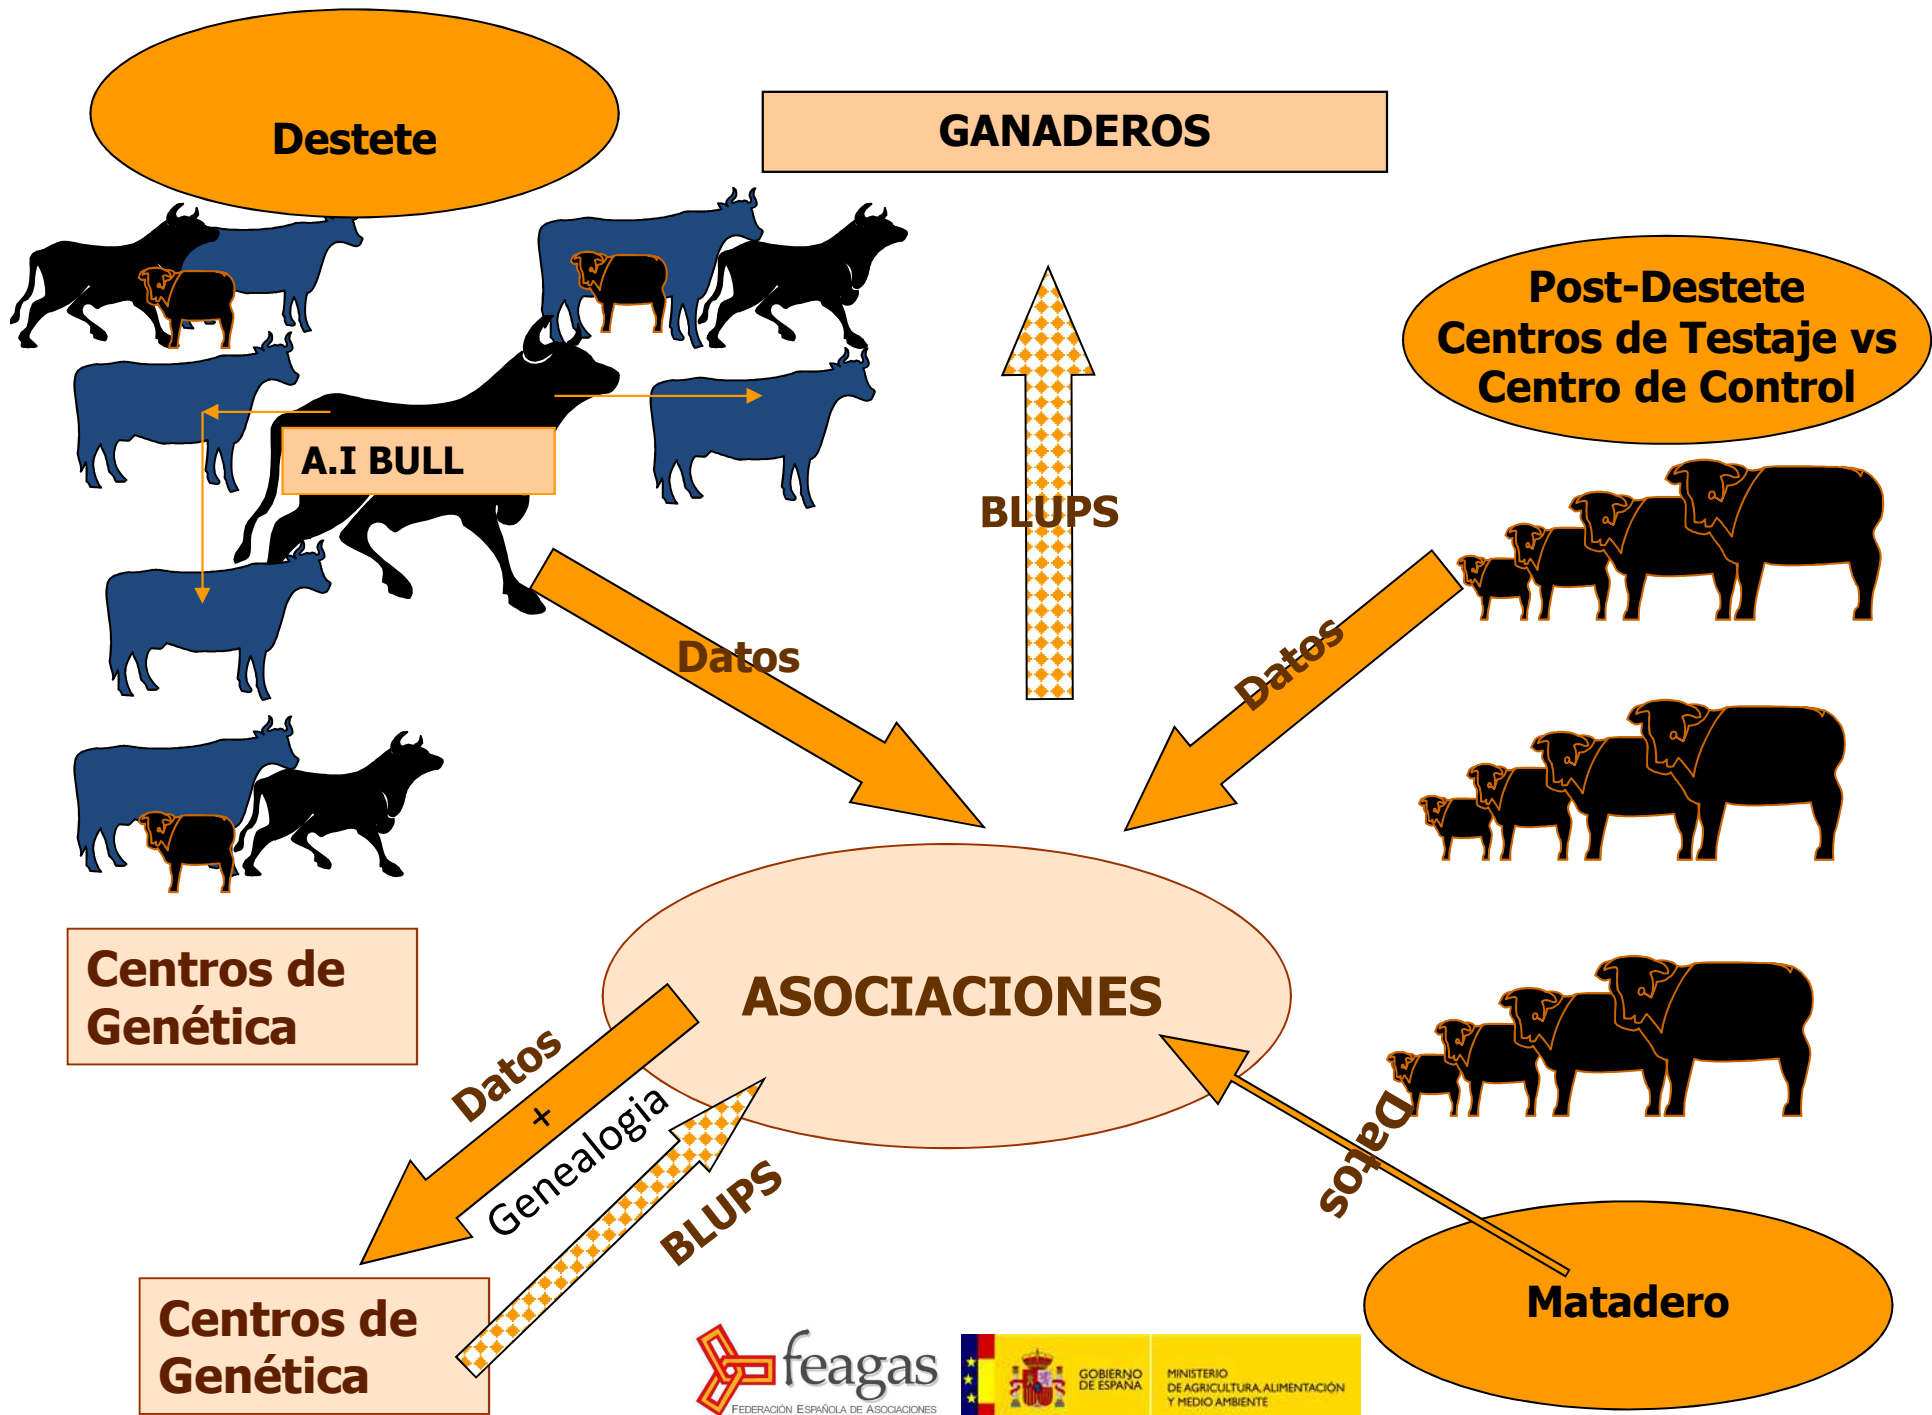 Destete
GANADEROS
Post-Destete
Centros de Testaje vs
Centro de Control
A.I BULL
BLUPS
Datos
Datos
Centros de
Genética
ASOCIACIONES
Datos
+
Genealogia
BLUPS
Datos
Centros de
Genética
Matadero
feagas
FEDERACIÓN ESPAÑOLA DE ASOCIACIONES
GOBIERNO
DE ESPAÑA
MINISTERIO
DE AGRICULTURA, ALIMENTACIÓN
Y MEDIO AMBIENTE